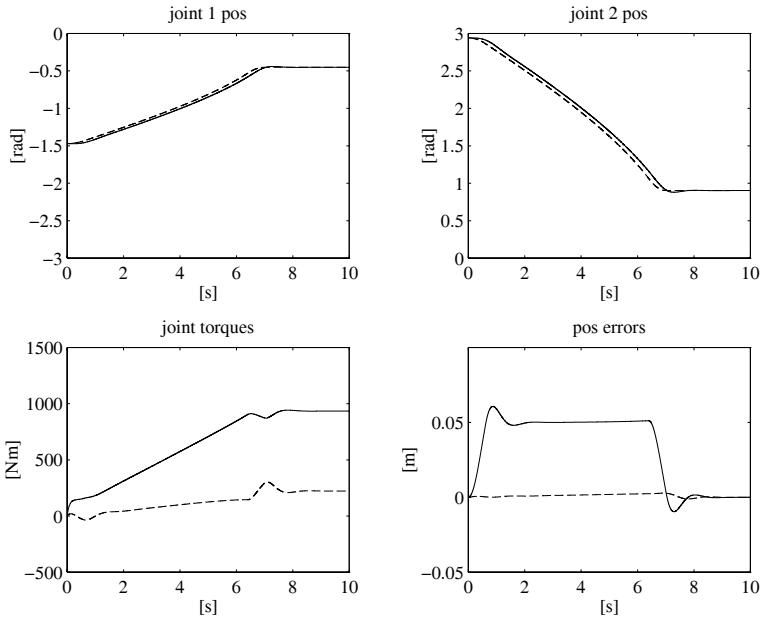 joint 1 pos
0
−0.5
−1
−1.5
−2
−2.5
−3
[rad]
0 2 4 6 8 10
[s]
joint 2 pos
3
2.5
2
1.5
1
0.5
0
[rad]
0 2 4 6 8 10
[s]
joint torques
1500
1000
500
0
−500
[Nm]
0 2 4 6 8 10
[s]
pos errors
0.05
0
−0.05
[m]
0 2 4 6 8 10
[s]